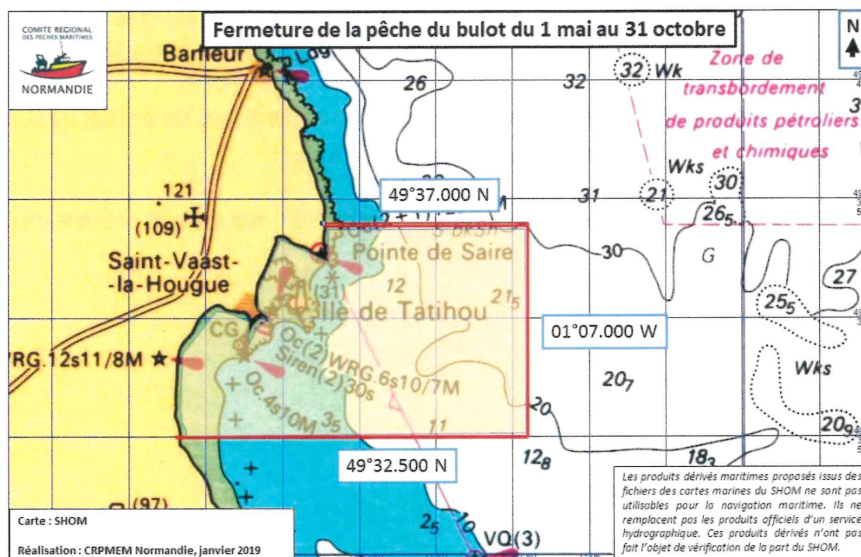 COMITE REGIONAL
DES PECHES MARITIMES
NORMANDIE
Fermeture de la pêche du bulot du 1 mai au 31 octobre
N
Barfleur
26
32
32 Wk
Zone de
transbordement
de produits pétroliers
et chimiques
Wks
30
121
(109)
49°37.000 N
31
21
26₅
Saint-Vaast-
-la-Hougue
Pointe de Saire
30
G
27
12
21₅
(31)
Ile de Tatihou
25₅
01°07.000 W
CG
Oc(2) WRG.6s10/7M
WRG.12s11/8M
Siren(2)30s
Oc.4s10M
Wks
20₇
3₅
11
20
20₉
49°32.500 N
12₈
18₃
(97)
2₅
10
VQ(3)
Carte : SHOM
Réalisation : CRPMEM Normandie, janvier 2019
Les produits dérivés maritimes proposés issus des
fichiers des cartes marines du SHOM ne sont pas
utilisables pour la navigation maritime. Ils ne
remplacent pas les produits officiels d'un service
hydrographique. Ces produits dérivés n'ont pas
fait l'objet de vérification de la part du SHOM.